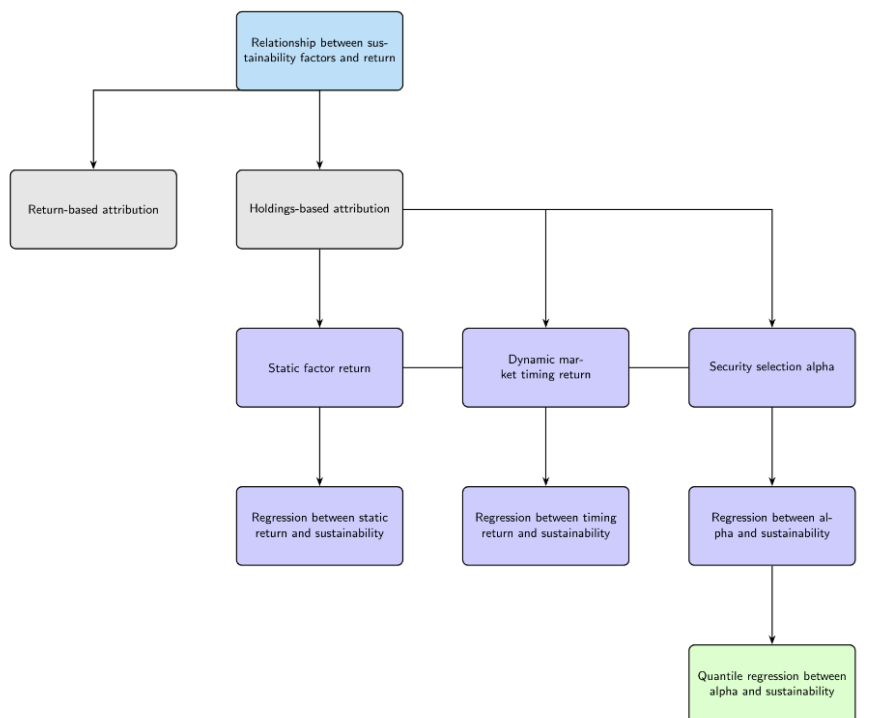 Relationship between sus-
tainability factors and return
Return-based attribution
Holdings-based attribution
Static factor return
Dynamic mar-
ket timing return
Security selection alpha
Regression between static
return and sustainability
Regression between timing
return and sustainability
Regression between al-
pha and sustainability
Quantile regression between
alpha and sustainability